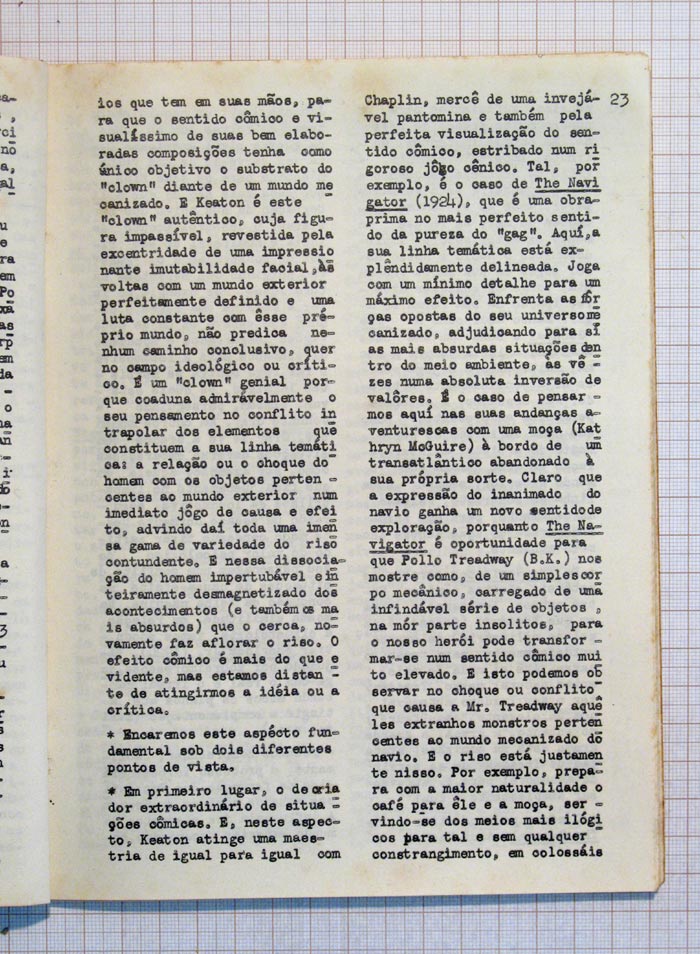 ios que tem em suas mãos, pa-
ra que o sentido cômico e vi-
sualíssimo de suas bem elabo-
radas composições tenha como
único objetivo o substrato do
"clown" diante de um mundo me
canizado. E Keaton é este
"clown" autêntico, cuja figu-
ra impassível, revestida pela
excentridade de uma impressio
nante imutabilidade facial, às
voltas com um mundo exterior
perfeitamente definido e uma
luta constante com êsse pré-
prio mundo, não predica ne-
nhum caminho conclusivo, quer
no campo ideológico ou críti-
co. É um "clown" genial por-
que coaduna admirávelmente o
seu pensamento no conflito in
trapolar dos elementos que
constituem a sua linha temáti
ca: a relação ou o choque do
homem com os objetos perten -
centes ao mundo exterior num
imediato jôgo de causa e efei
to, advindo daí toda uma imen
sa gama de variedade do riso
contundente. E nessa dissocia-
ção do homem impertubável e in
teiramente desmagnetizado dos
acontecimentos (e também os ma
is absurdos) que o cerca, no-
vamente faz aflorar o riso. O
efeito cômico é mais do que e
vidente, mas estamos distan -
te de atingirmos a idéia ou a
crítica.
* Encaremos este aspécto fun-
damental sob dois diferentes
pontos de vista.
* Em primeiro lugar, o de cria
dor extraordinário de situa -
ções cômicas. E, neste aspec-
to, Keaton atinge uma maes-
tria de igual para igual com
Chaplin, mercê de uma invejá-
vel pantomina e também pela
perfeita visualização do sen-
tido cômico, estribado num ri
goroso jôgo cênico. Tal, por
exemplo, é o caso de The Navi
gator (1924), que é uma obra-
prima no mais perfeito senti-
do da pureza do "gag". Aquí, a
sua linha temática está ex-
plêndidamente delineada. Joga
com um mínimo detalhe para um
máximo efeito. Enfrenta as fôr
ças opostas do seu universo me
canizado, adjudicando para sí
as mais absurdas situações den
tro do meio ambiente, às vê -
zes numa absoluta inversão de
valôres. É o caso de pensar -
mos aquí nas suas andanças a-
venturescas com uma moça (Kat
hryn McGuire) à bordo de um
transatlântico abandonado à
sua própria sorte. Claro que
a expressão do inanimado do
navio ganha um novo sentido de
exploração, porquanto The Na-
vigator é oportunidade para
que Pollo Treadway (B.K.) nos
mostre como, de um simples cor
po mecânico, carregado de uma
infindável série de objetos ,
na mór parte insolitos, para
o nosso herói pode transfor -
mar-se num sentido cômico mui
to elevado. E isto podemos ob
servar no choque ou conflito
que causa a Mr. Treadway aquê
les extranhos monstros perten
centes ao mundo mecanizado do
navio. E o riso está justamen
te nisso. Por exemplo, prepa-
ra com a maior naturalidade o
café para êle e a moça, ser -
vindo-se dos meios mais ilógi
cos para tal e sem qualquer
constrangimento, em colossáis
23